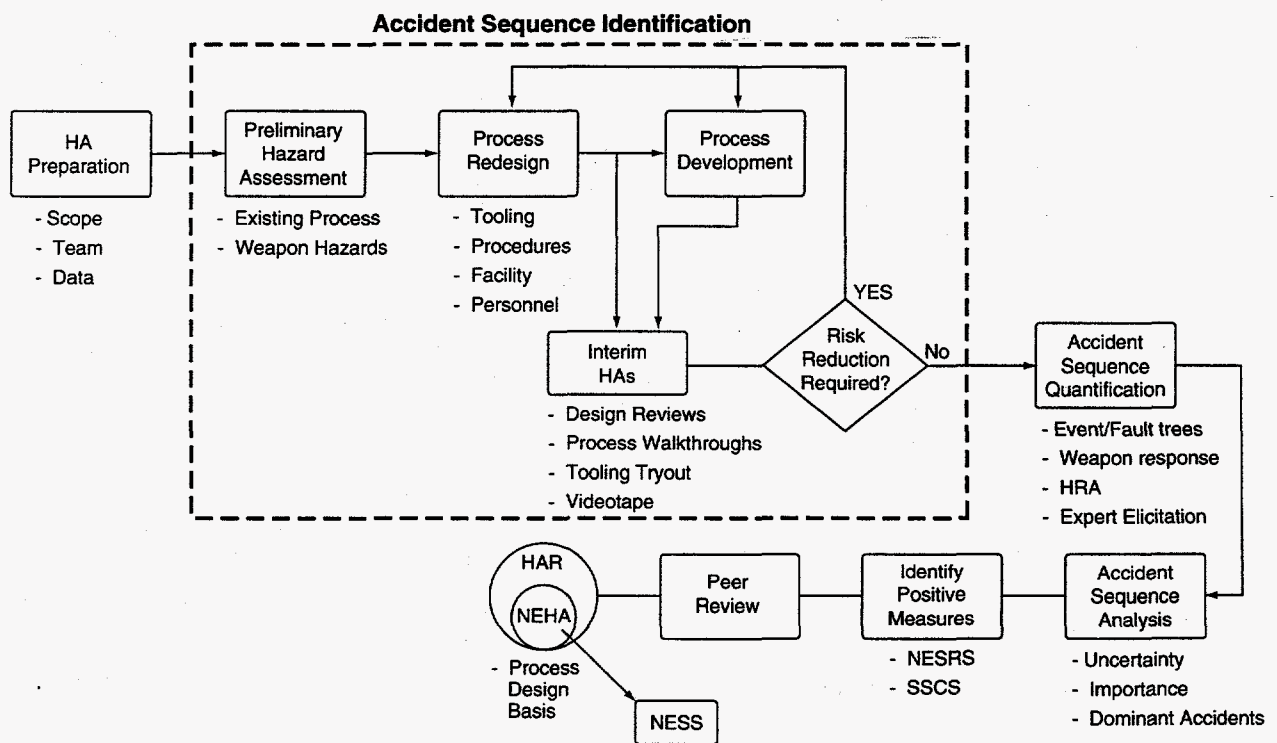 Accident Sequence Identification
HA
Preparation
- Scope
- Team
- Data
Preliminary
Hazard
Assessment
- Existing Process
- Weapon Hazards
Process
Redesign
- Tooling
- Procedures
- Facility
- Personnel
Process
Development
Interim
HAs
- Design Reviews
- Process Walkthroughs
- Tooling Tryout
- Videotape
YES
Risk
Reduction
Required?
No
Accident
Sequence
Quantification
- Event/Fault trees
- Weapon response
- HRA
- Expert Elicitation
Accident
Sequence
Analysis
- Uncertainty
- Importance
- Dominant Accidents
Identify
Positive
Measures
- NESRS
- SSCS
Peer
Review
HAR
NEHA
- Process
Design
Basis
NESS